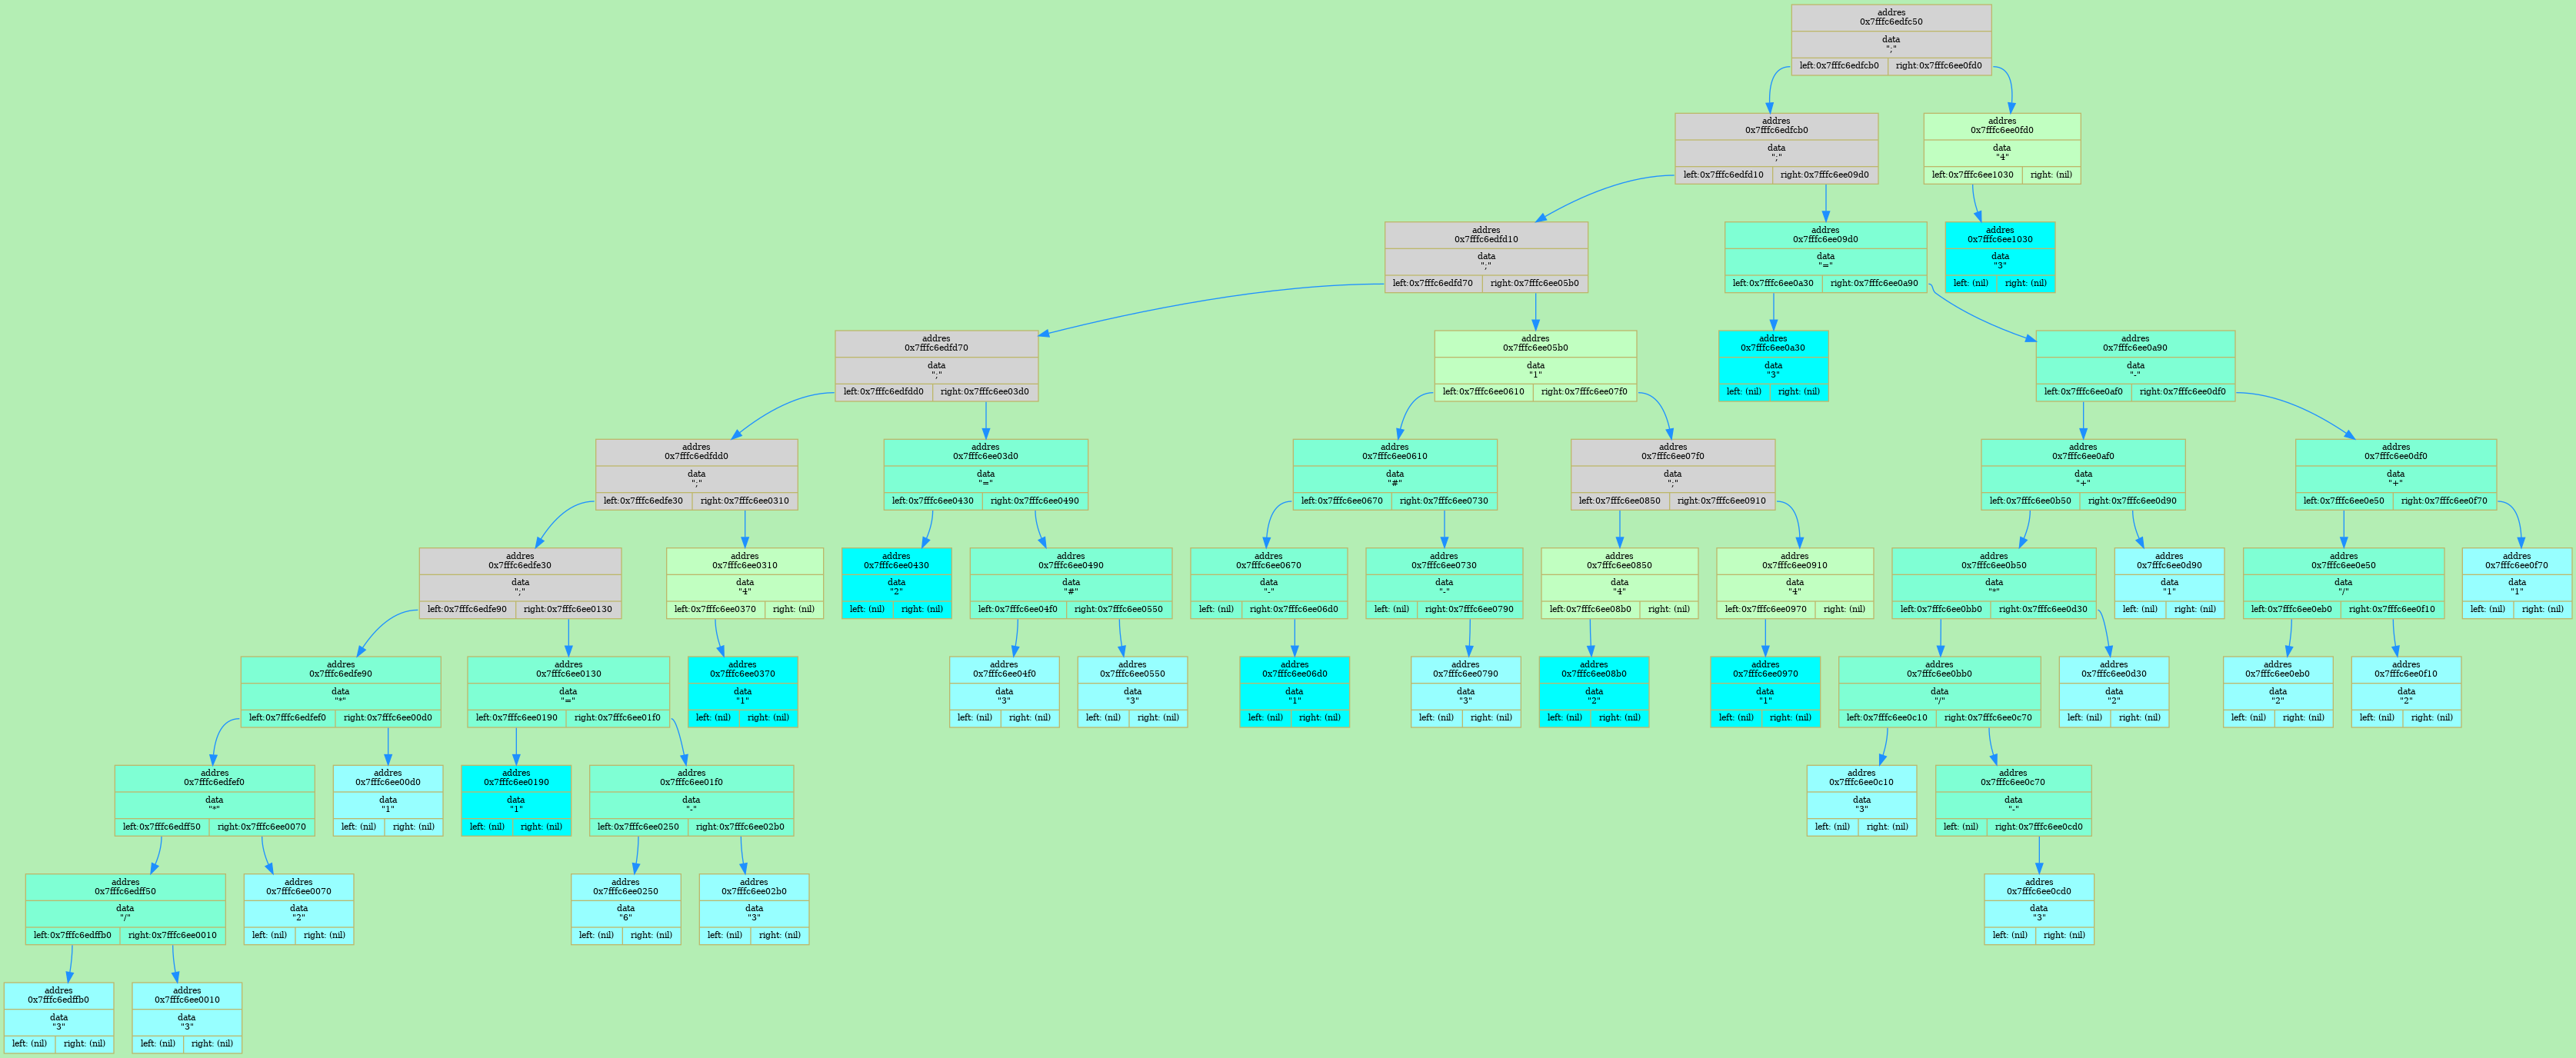 addres
0x7fffc6edfc50
data
";"
left:0x7fffc6edfcb0 right:0x7fffc6ee0fd0
addres
0x7fffc6edfcb0
data
";"
left:0x7fffc6edfd10 right:0x7fffc6ee09d0
addres
0x7fffc6ee0fd0
data
"4"
left:0x7fffc6ee1030 right: (nil)
addres
0x7fffc6edfd10
data
";"
left:0x7fffc6edfd70 right:0x7fffc6ee05b0
addres
0x7fffc6ee09d0
data
"="
left:0x7fffc6ee0a30 right:0x7fffc6ee0a90
addres
0x7fffc6ee1030
data
"3"
left: (nil) right: (nil)
addres
0x7fffc6edfd70
data
";"
left:0x7fffc6edfdd0 right:0x7fffc6ee03d0
addres
0x7fffc6ee05b0
data
"1"
left:0x7fffc6ee0610 right:0x7fffc6ee07f0
addres
0x7fffc6ee0a30
data
"3"
left: (nil) right: (nil)
addres
0x7fffc6ee0a90
data
"-"
left:0x7fffc6ee0af0 right:0x7fffc6ee0df0
addres
0x7fffc6edfdd0
data
";"
left:0x7fffc6edfe30 right:0x7fffc6ee0310
addres
0x7fffc6ee03d0
data
"="
left:0x7fffc6ee0430 right:0x7fffc6ee0490
addres
0x7fffc6ee0610
data
"#"
left:0x7fffc6ee0670 right:0x7fffc6ee0730
addres
0x7fffc6ee07f0
data
";"
left:0x7fffc6ee0850 right:0x7fffc6ee0910
addres
0x7fffc6ee0af0
data
"+"
left:0x7fffc6ee0b50 right:0x7fffc6ee0d90
addres
0x7fffc6ee0df0
data
"+"
left:0x7fffc6ee0e50 right:0x7fffc6ee0f70
addres
0x7fffc6edfe30
data
";"
left:0x7fffc6edfe90 right:0x7fffc6ee0130
addres
0x7fffc6ee0310
data
"4"
left:0x7fffc6ee0370 right: (nil)
addres
0x7fffc6ee0430
data
"2"
left: (nil) right: (nil)
addres
0x7fffc6ee0490
data
"#"
left:0x7fffc6ee04f0 right:0x7fffc6ee0550
addres
0x7fffc6ee0670
data
"-"
left: (nil) right:0x7fffc6ee06d0
addres
0x7fffc6ee0730
data
"-"
left: (nil) right:0x7fffc6ee0790
addres
0x7fffc6ee0850
data
"4"
left:0x7fffc6ee08b0 right: (nil)
addres
0x7fffc6ee0910
data
"4"
left:0x7fffc6ee0970 right: (nil)
addres
0x7fffc6ee0b50
data
"*"
left:0x7fffc6ee0bb0 right:0x7fffc6ee0d30
addres
0x7fffc6ee0d90
data
"1"
left: (nil) right: (nil)
addres
0x7fffc6ee0e50
data
"/"
left:0x7fffc6ee0eb0 right:0x7fffc6ee0f10
addres
0x7fffc6ee0f70
data
"1"
left: (nil) right: (nil)
addres
0x7fffc6edfe90
data
"*"
left:0x7fffc6edfef0 right:0x7fffc6ee00d0
addres
0x7fffc6ee0130
data
"="
left:0x7fffc6ee0190 right:0x7fffc6ee01f0
addres
0x7fffc6ee0370
data
"1"
left: (nil) right: (nil)
addres
0x7fffc6ee04f0
data
"3"
left: (nil) right: (nil)
addres
0x7fffc6ee0550
data
"3"
left: (nil) right: (nil)
addres
0x7fffc6ee06d0
data
"1"
left: (nil) right: (nil)
addres
0x7fffc6ee0790
data
"3"
left: (nil) right: (nil)
addres
0x7fffc6ee08b0
data
"2"
left: (nil) right: (nil)
addres
0x7fffc6ee0970
data
"1"
left: (nil) right: (nil)
addres
0x7fffc6ee0bb0
data
"/"
left:0x7fffc6ee0c10 right:0x7fffc6ee0c70
addres
0x7fffc6ee0d30
data
"2"
left: (nil) right: (nil)
addres
0x7fffc6ee0eb0
data
"2"
left: (nil) right: (nil)
addres
0x7fffc6ee0f10
data
"2"
left: (nil) right: (nil)
addres
0x7fffc6edfef0
data
"*"
left:0x7fffc6edff50 right:0x7fffc6ee0070
addres
0x7fffc6ee00d0
data
"1"
left: (nil) right: (nil)
addres
0x7fffc6ee0190
data
"1"
left: (nil) right: (nil)
addres
0x7fffc6ee01f0
data
"-"
left:0x7fffc6ee0250 right:0x7fffc6ee02b0
addres
0x7fffc6ee0c10
data
"3"
left: (nil) right: (nil)
addres
0x7fffc6ee0c70
data
"-"
left: (nil) right:0x7fffc6ee0cd0
addres
0x7fffc6edff50
data
"/"
left:0x7fffc6edffb0 right:0x7fffc6ee0010
addres
0x7fffc6ee0070
data
"2"
left: (nil) right: (nil)
addres
0x7fffc6ee0250
data
"6"
left: (nil) right: (nil)
addres
0x7fffc6ee02b0
data
"3"
left: (nil) right: (nil)
addres
0x7fffc6ee0cd0
data
"3"
left: (nil) right: (nil)
addres
0x7fffc6edffb0
data
"3"
left: (nil) right: (nil)
addres
0x7fffc6ee0010
data
"3"
left: (nil) right: (nil)